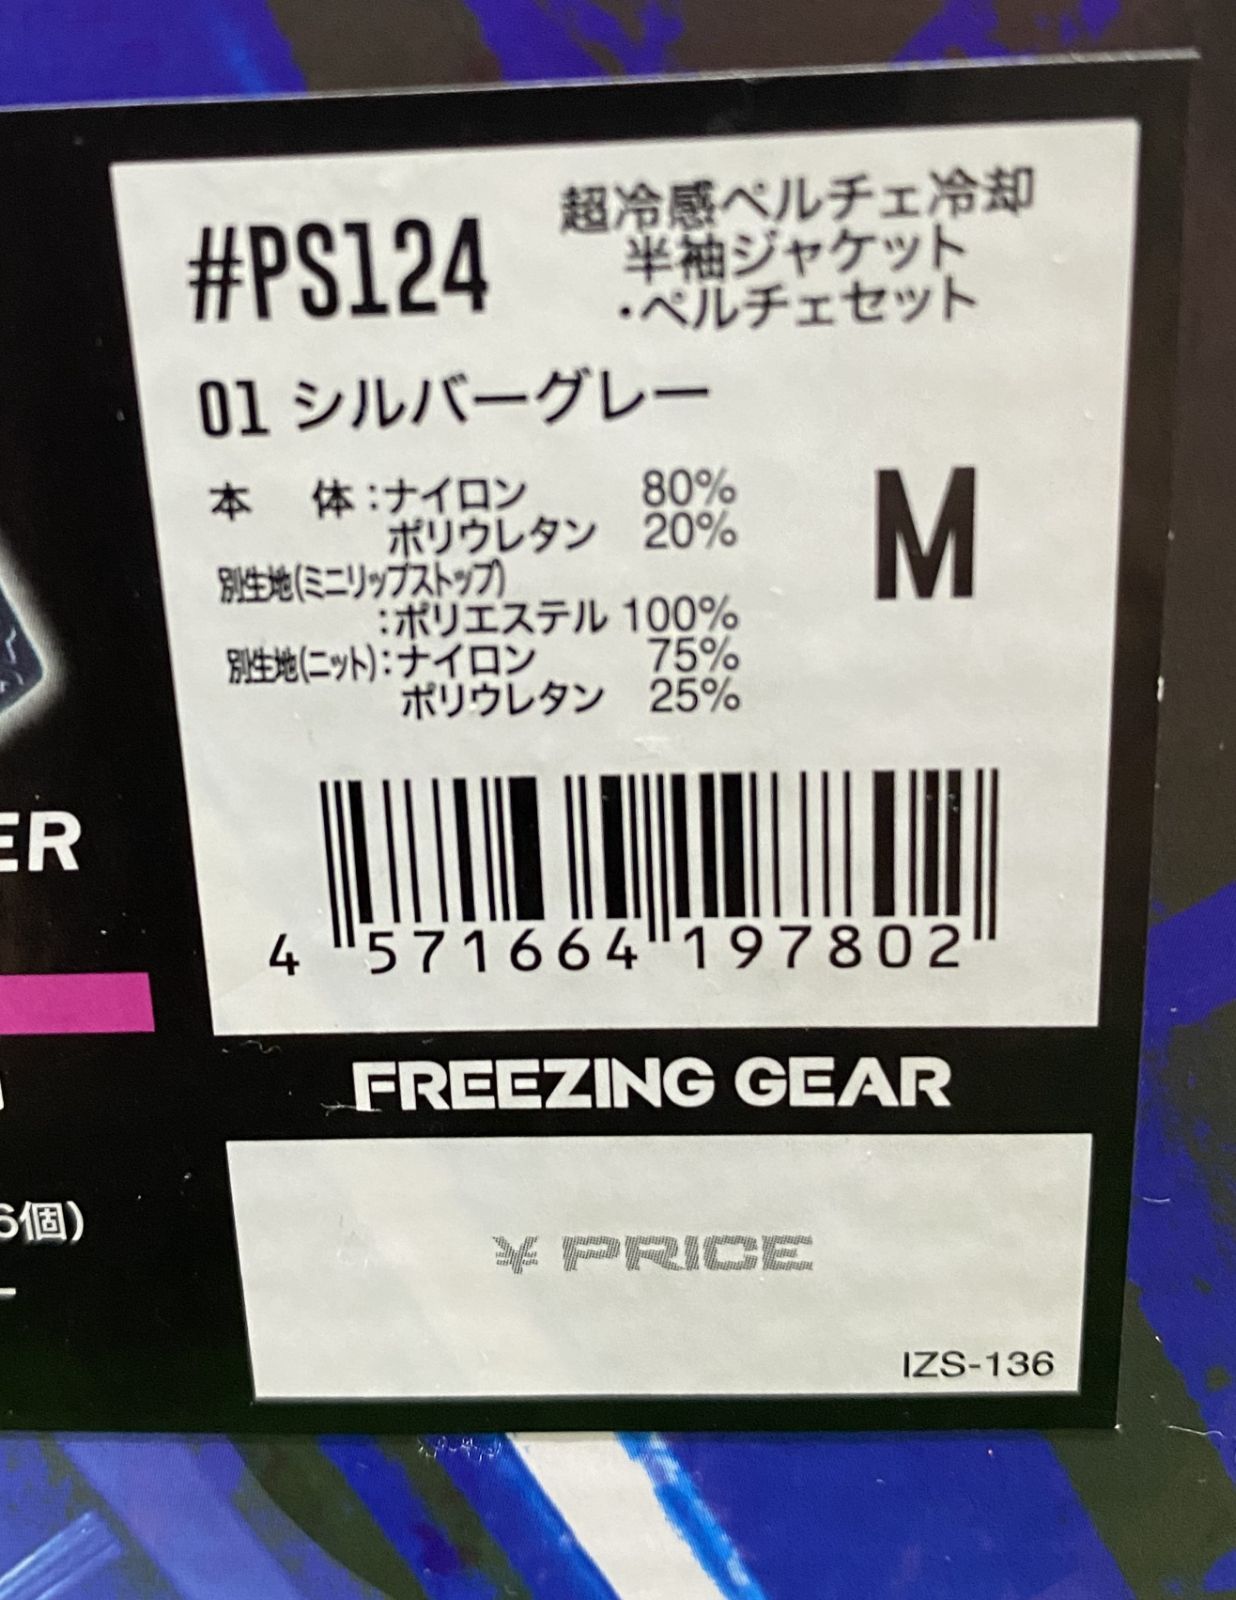 #PS124
超冷感ペルチェ冷却
半袖ジャケット
・ペルチェセット
01 シルバーグレー
本 体:ナイロン 80%
ポリウレタン 20%
M
別生地(ミニリップストップ)
:ポリエステル 100%
別生地(ニット):ナイロン 75%
ポリウレタン 25%
4 571664 197802
ER
FREEZING GEAR
6個)
¥ PRICE
IZS-136